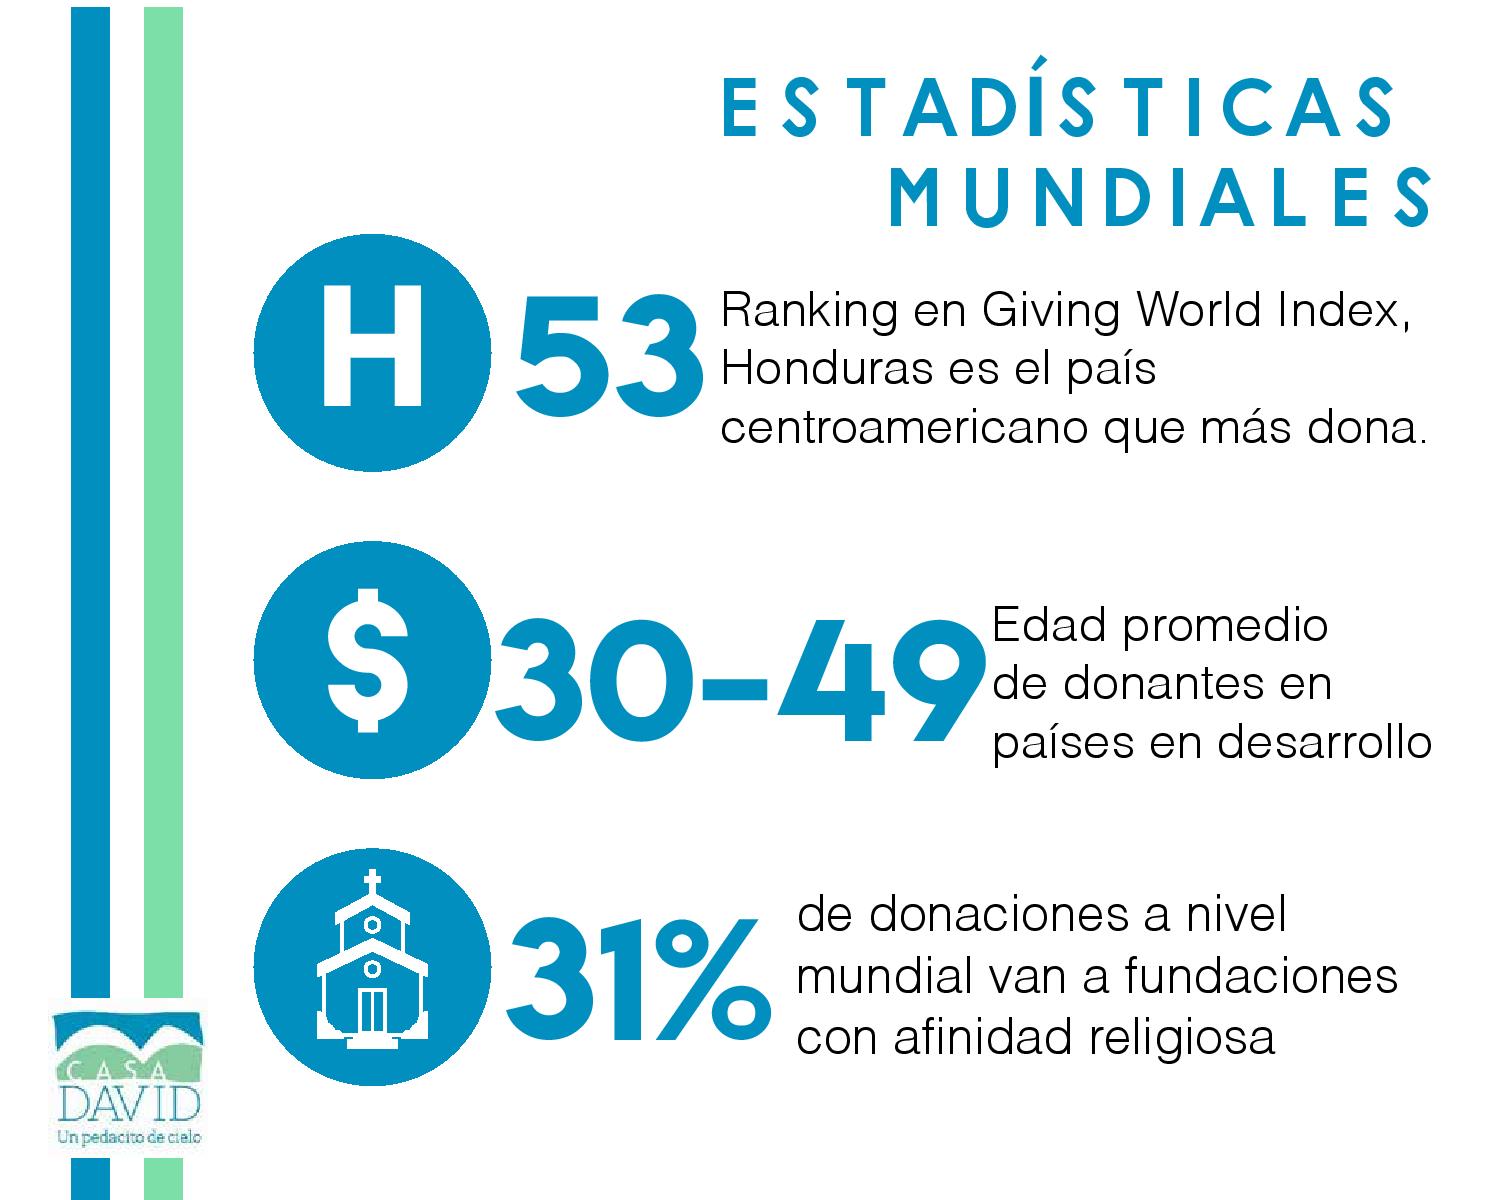 ESTADÍSTICAS
MUNDIALES
H
53
Ranking en Giving World Index,
Honduras es el país
centroamericano que más dona.
$
30-49
Edad promedio
de donantes en
países en desarrollo
31%
de donaciones a nivel
mundial van a fundaciones
con afinidad religiosa
CASA
DAVID
Un pedacito de cielo